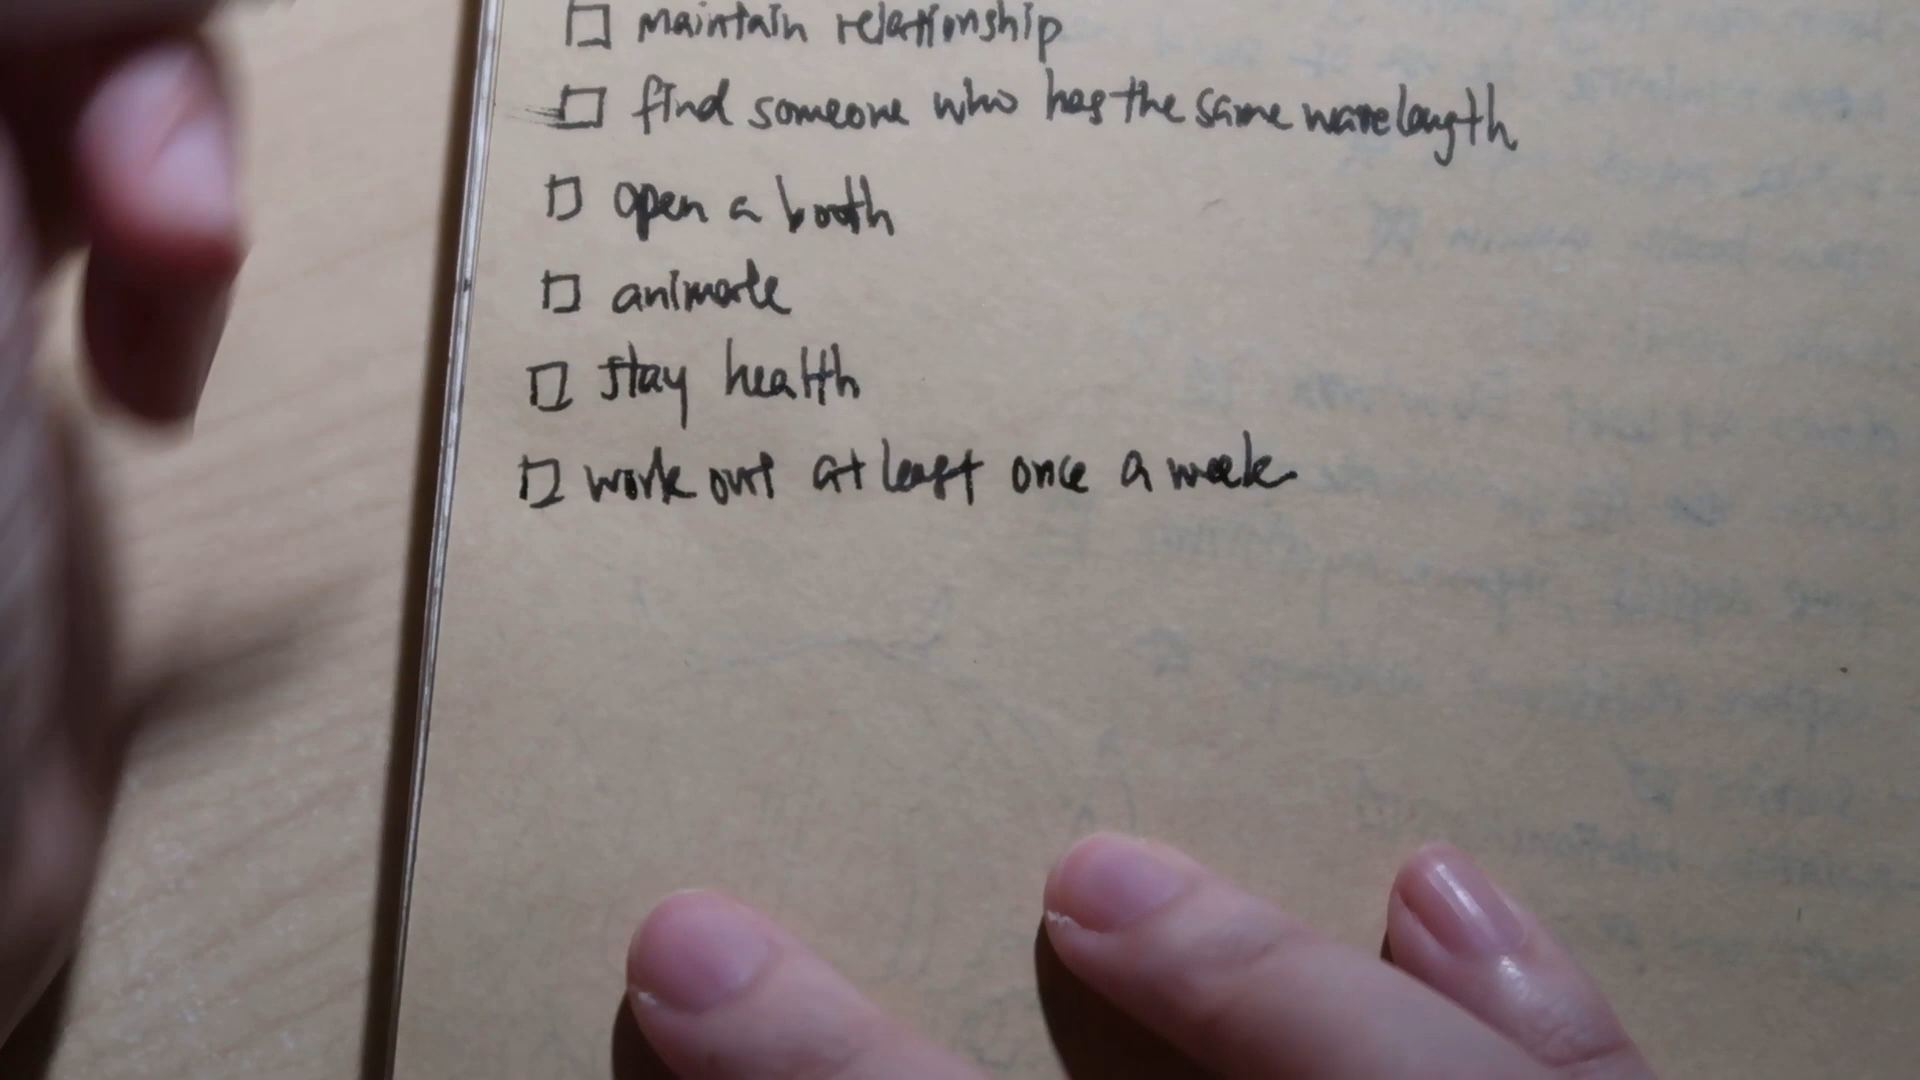 maintain relationship
find someone who has the same wavelength
open a booth
animate
stay health
work out at least once a week